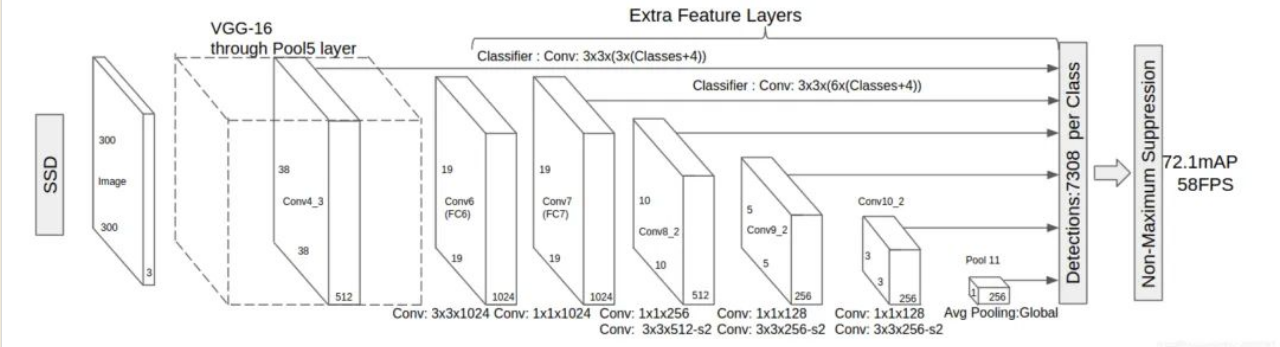 Extra Feature Layers
VGG-16
through Pool5 layer
Classifier : Conv: 3x3x(3x(Classes+4))
Classifier : Conv: 3x3x(6x(Classes+4))
SSD
300
Image
300
3
38
Conv4_3
38
512
19
Conv6
(FC6)
19
1024
19
Conv7
(FC7)
19
1024
10
Conv8_2
10
512
5
Conv9_2
5
256
Conv10_2
3
3
256
Pool 11
1
256
Detections:7308 per Class
Non-Maximum Suppression
72.1mAP
58FPS
Conv: 3x3x1024
Conv: 1x1x1024
Conv: 1x1x256
Conv: 3x3x512-s2
Conv: 1x1x128
Conv: 3x3x256-s2
Conv: 1x1x128
Conv: 3x3x256-s2
Avg Pooling:Global